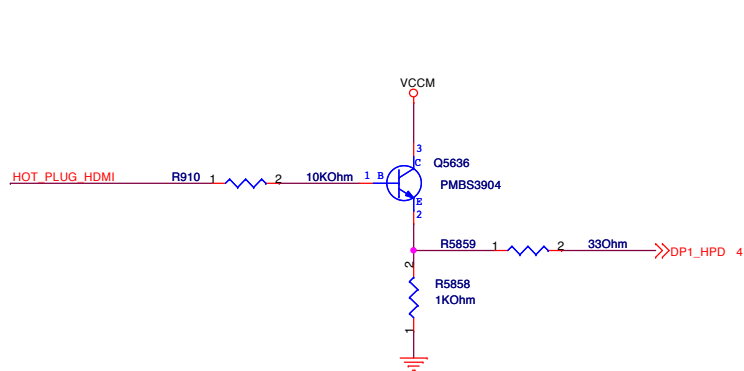 VCCM
3
C
Q5636
HOT_PLUG_HDMI
R910
1
2
10KOhm
1
B
PMBS3904
E
2
R5859
1
2
33Ohm
DP1_HPD
4
2
R5858
1KOhm
1